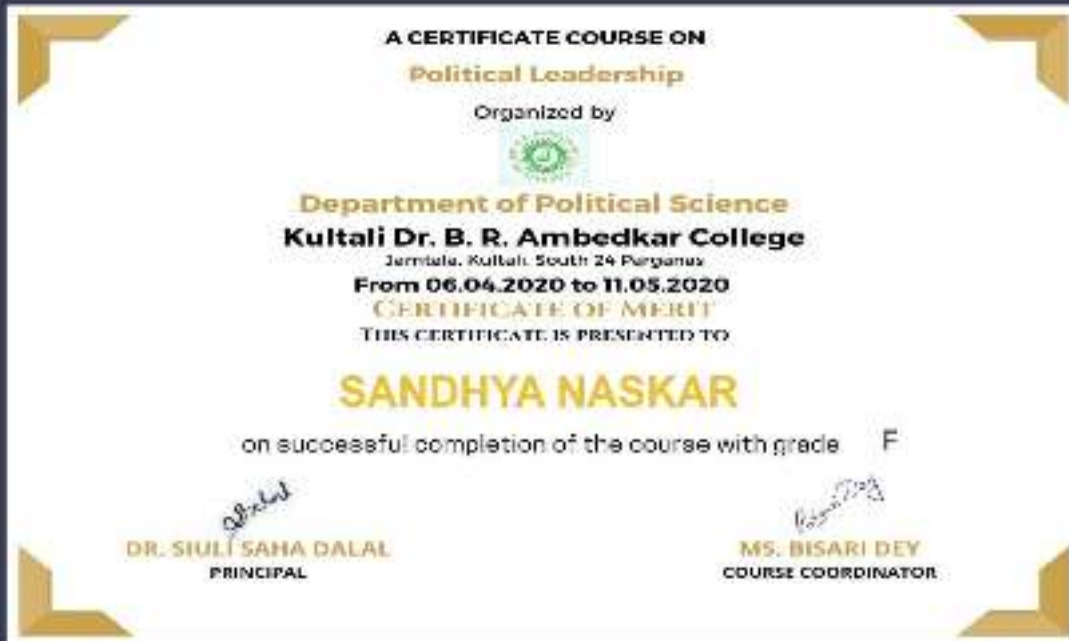 A CERTIFICATE COURSE ON
Political Leadership
Organized by
Department of Political Science
Kultali Dr. B. R. Ambedkar College
Jamtala, Kultali, South 24 Parganas
From 06.04.2020 to 11.05.2020
CERTIFICATE OF MERIT
THIS CERTIFICATE IS PRESENTED TO
SANDHYA NASKAR
on successful completion of the course with grade F
DR. SIULI SAHA DALAL
PRINCIPAL
MS. BISARI DEY
COURSE COORDINATOR